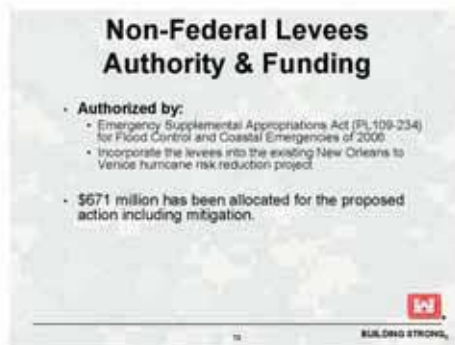 Non-Federal Levees
Authority & Funding
• Authorized by:
• Emergency Supplemental Appropriations Act (PL109-234)
for Flood Control and Coastal Emergencies of 2006
• Incorporate the levees into the existing New Orleans to
Venice hurricane risk reduction project
• $671 million has been allocated for the proposed
action including mitigation.
BUILDING STRONG®